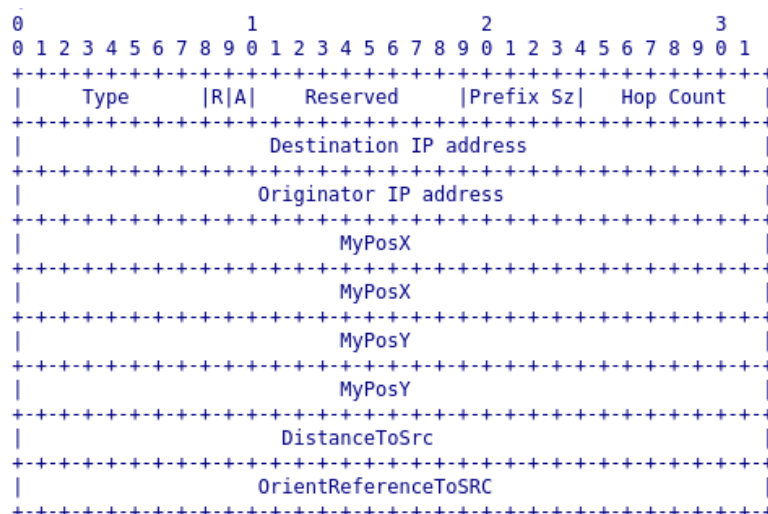 0                   1                   2                   3
0 1 2 3 4 5 6 7 8 9 0 1 2 3 4 5 6 7 8 9 0 1 2 3 4 5 6 7 8 9 0 1
+-+-+-+-+-+-+-+-+-+-+-+-+-+-+-+-+-+-+-+-+-+-+-+-+-+-+-+-+-+-+-+-+
|     Type      |R|A|    Reserved     |Prefix Sz|   Hop Count   |
+-+-+-+-+-+-+-+-+-+-+-+-+-+-+-+-+-+-+-+-+-+-+-+-+-+-+-+-+-+-+-+-+
|                     Destination IP address                    |
+-+-+-+-+-+-+-+-+-+-+-+-+-+-+-+-+-+-+-+-+-+-+-+-+-+-+-+-+-+-+-+-+
|                    Originator IP address                      |
+-+-+-+-+-+-+-+-+-+-+-+-+-+-+-+-+-+-+-+-+-+-+-+-+-+-+-+-+-+-+-+-+
|                           MyPosX                              |
+-+-+-+-+-+-+-+-+-+-+-+-+-+-+-+-+-+-+-+-+-+-+-+-+-+-+-+-+-+-+-+-+
|                           MyPosX                              |
+-+-+-+-+-+-+-+-+-+-+-+-+-+-+-+-+-+-+-+-+-+-+-+-+-+-+-+-+-+-+-+-+
|                           MyPosY                              |
+-+-+-+-+-+-+-+-+-+-+-+-+-+-+-+-+-+-+-+-+-+-+-+-+-+-+-+-+-+-+-+-+
|                           MyPosY                              |
+-+-+-+-+-+-+-+-+-+-+-+-+-+-+-+-+-+-+-+-+-+-+-+-+-+-+-+-+-+-+-+-+
|                      DistanceToSrc                            |
+-+-+-+-+-+-+-+-+-+-+-+-+-+-+-+-+-+-+-+-+-+-+-+-+-+-+-+-+-+-+-+-+
|                    OrientReferenceToSRC                       |
+-+-+-+-+-+-+-+-+-+-+-+-+-+-+-+-+-+-+-+-+-+-+-+-+-+-+-+-+-+-+-+-+